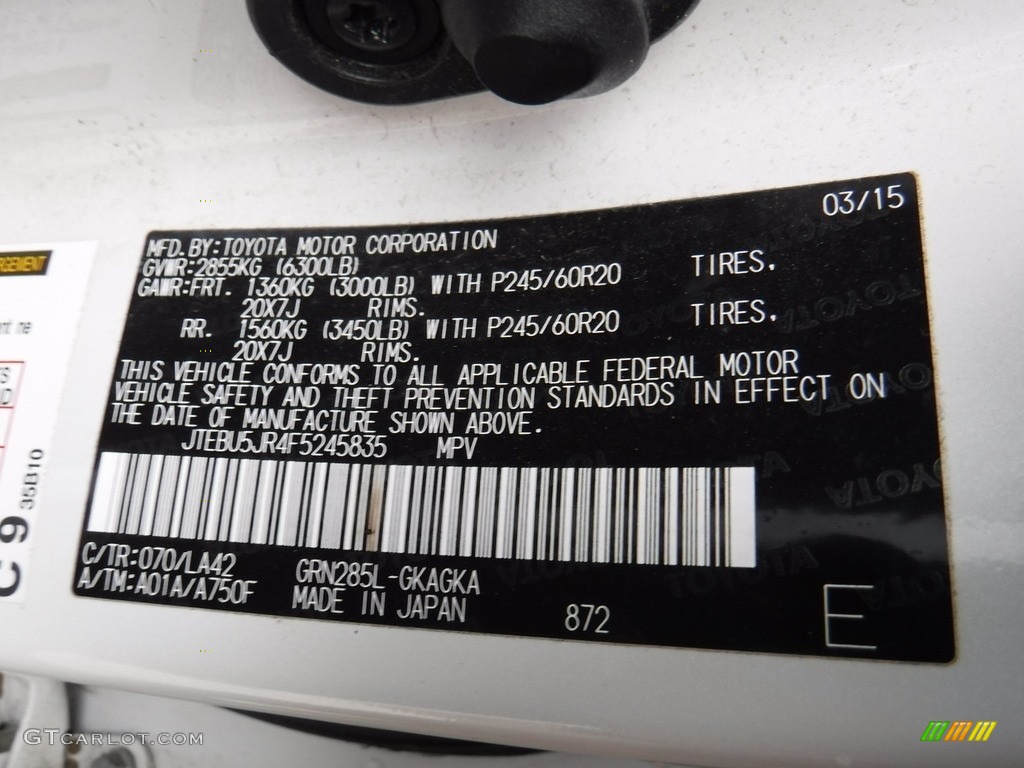 03/15
MFD. BY: TOYOTA MOTOR CORPORATION
GVWR: 2855KG (6300LB)
GAWR: FRT. 1360KG (3000LB) WITH P245/60R20 TIRES,
20X7J RIMS.
RR. 1560KG (3450LB) WITH P245/60R20 TIRES,
20X7J RIMS.
THIS VEHICLE CONFORMS TO ALL APPLICABLE FEDERAL MOTOR
VEHICLE SAFETY AND THEFT PREVENTION STANDARDS IN EFFECT ON
THE DATE OF MANUFACTURE SHOWN ABOVE.
JTEBU5JR4F5245835 MPV
C/TR: 070/LA42 GRN285L-GKAGKA
A/TM: A01A/A750F MADE IN JAPAN 872 E
35B10
C 9
TOYOTA
GTCARLOT.COM